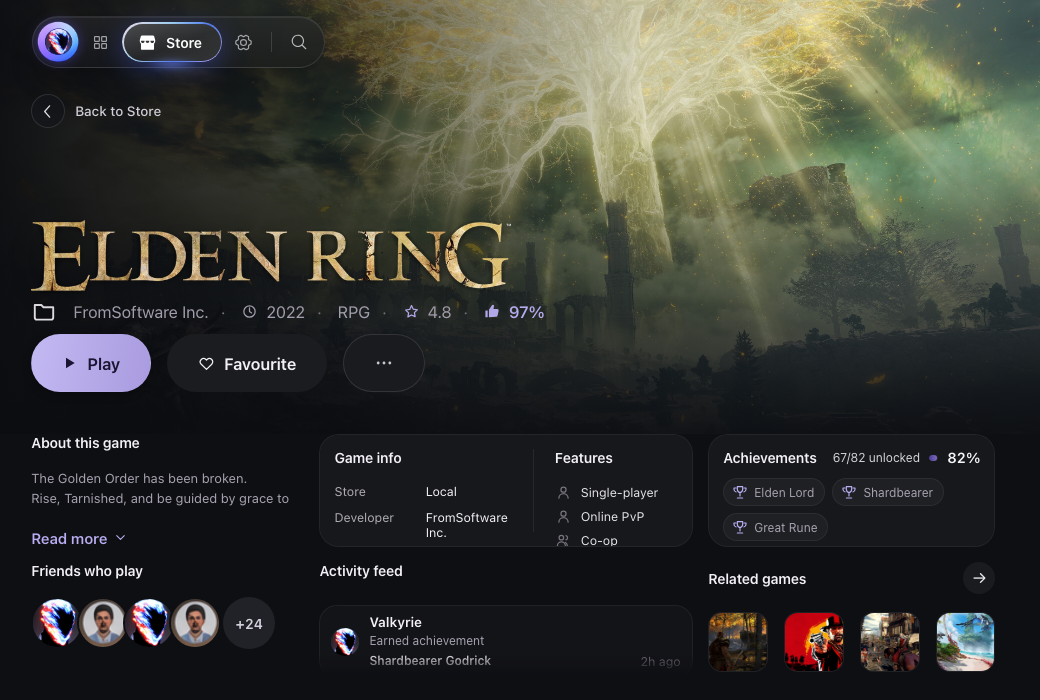 Store
Back to Store
ELDEN RING™
FromSoftware Inc. · 2022 · RPG · 4.8 · 97%
Play
Favourite
···
About this game
The Golden Order has been broken.
Rise, Tarnished, and be guided by grace to
Read more
Game info
Store Local
Developer FromSoftware
Inc.
Features
Single-player
Online PvP
Co-op
Achievements 67/82 unlocked 82%
Elden Lord
Shardbearer
Great Rune
Friends who play
+24
Activity feed
Valkyrie
Earned achievement
Shardbearer Godrick
2h ago
Related games